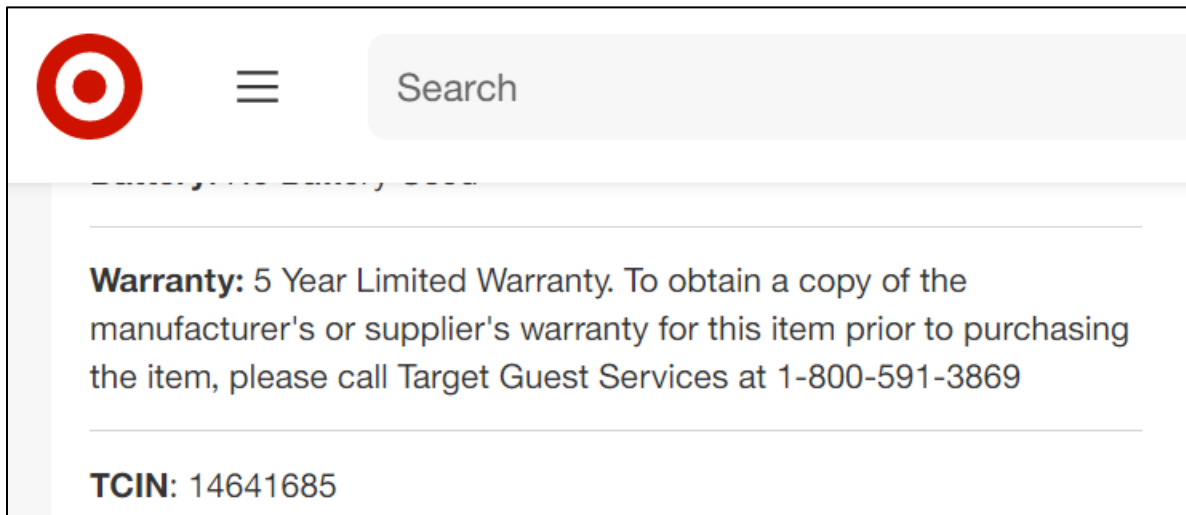 Search
Warranty: 5 Year Limited Warranty. To obtain a copy of the
manufacturer's or supplier's warranty for this item prior to purchasing
the item, please call Target Guest Services at 1-800-591-3869
TCIN: 14641685